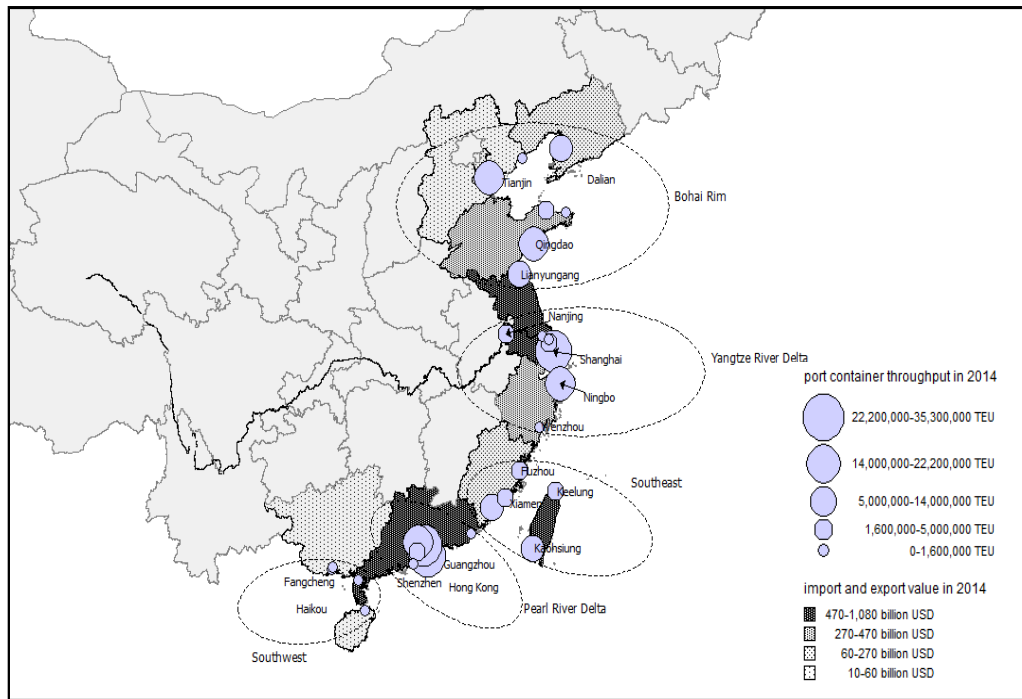 Tianjin
Dalian
Bohai Rim
Qingdao
Lianyungang
Nanjing
Shanghai
Yangtze River Delta
Ningbo
Wenzhou
Fuzhou
Keelung
Southeast
Xiamen
Kaohsiung
Guangzhou
Fangcheng
Shenzhen
Hong Kong
Haikou
Pearl River Delta
Southwest
port container throughput in 2014
22,200,000-35,300,000 TEU
14,000,000-22,200,000 TEU
5,000,000-14,000,000 TEU
1,600,000-5,000,000 TEU
0-1,600,000 TEU
import and export value in 2014
470-1,080 billion USD
270-470 billion USD
60-270 billion USD
10-60 billion USD